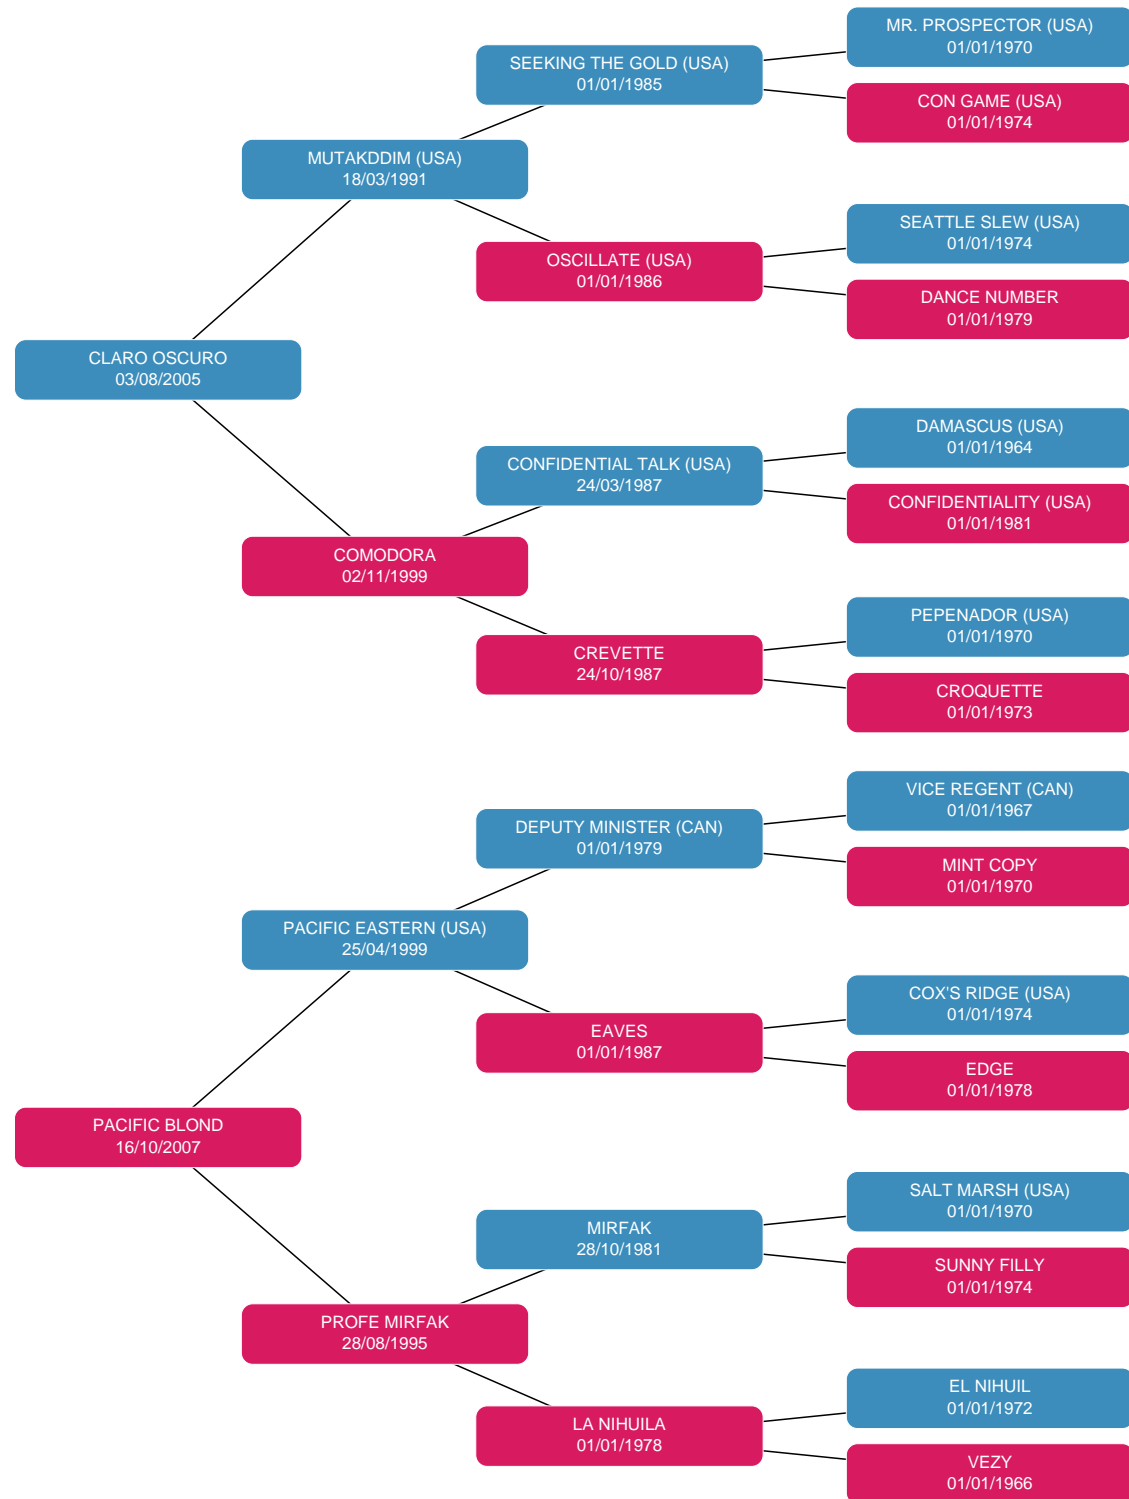 MR. PROSPECTOR (USA)
01/01/1970
SEEKING THE GOLD (USA)
01/01/1985
CON GAME (USA)
01/01/1974
MUTAKDDIM (USA)
18/03/1991
SEATTLE SLEW (USA)
01/01/1974
OSCILLATE (USA)
01/01/1986
DANCE NUMBER
01/01/1979
CLARO OSCURO
03/08/2005
DAMASCUS (USA)
01/01/1964
CONFIDENTIAL TALK (USA)
24/03/1987
CONFIDENTIALITY (USA)
01/01/1981
COMODORA
02/11/1999
PEPENADOR (USA)
01/01/1970
CREVETTE
24/10/1987
CROQUETTE
01/01/1973
VICE REGENT (CAN)
01/01/1967
DEPUTY MINISTER (CAN)
01/01/1979
MINT COPY
01/01/1970
PACIFIC EASTERN (USA)
25/04/1999
COX'S RIDGE (USA)
01/01/1974
EAVES
01/01/1987
EDGE
01/01/1978
PACIFIC BLOND
16/10/2007
SALT MARSH (USA)
01/01/1970
MIRFAK
28/10/1981
SUNNY FILLY
01/01/1974
PROFE MIRFAK
28/08/1995
EL NIHUIL
01/01/1972
LA NIHUILA
01/01/1978
VEZY
01/01/1966